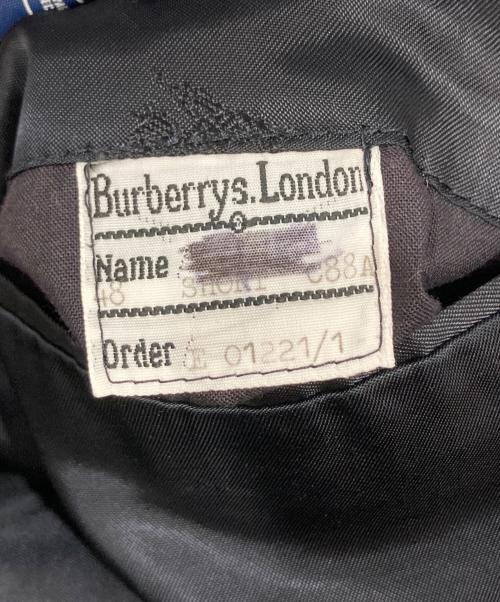 Burberrys. London
Name
48 SHORT C88A
Order E 01221/1